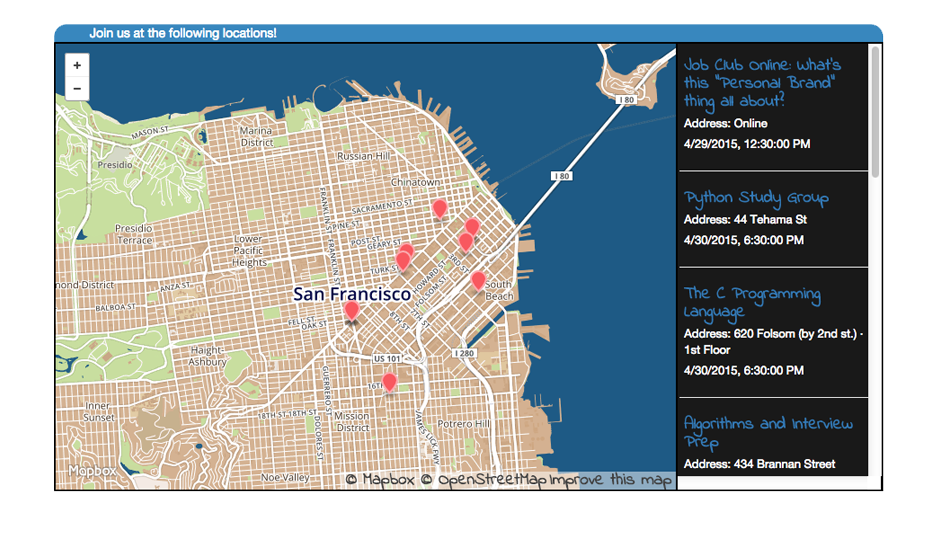 Join us at the following locations!
+
−
I 80
I 80
MASON ST
Marina
District
Presidio
Russian Hill
Chinatown
FRANKLIN ST
SACRAMENTO ST
PINE ST
Presidio
Terrace
Lower
Pacific
Heights
POST
GEARY ST
FRANKLIN ST
TURK ST
HOWARD ST
FOLSOM ST
3RD ST
mond District
ANZA ST
BALBOA ST
San Francisco
South
Beach
FELL ST
OAK ST
8TH ST
7TH ST
Haight-
Ashbury
US 101
I 280
16TH
GUERRERO ST
Inner
Sunset
18TH ST
18TH ST
DOLORES ST
Mission
District
JAMES LICK FWY
Potrero Hill
Mapbox
Noe Valley
© Mapbox © OpenStreetMap Improve this map
Job Club Online: What's
this "Personal Brand"
thing all about?
Address: Online
4/29/2015, 12:30:00 PM
Python Study Group
Address: 44 Tehama St
4/30/2015, 6:30:00 PM
The C Programming
Language
Address: 620 Folsom (by 2nd st.) -
1st Floor
4/30/2015, 6:30:00 PM
Algorithms and Interview
Prep
Address: 434 Brannan Street